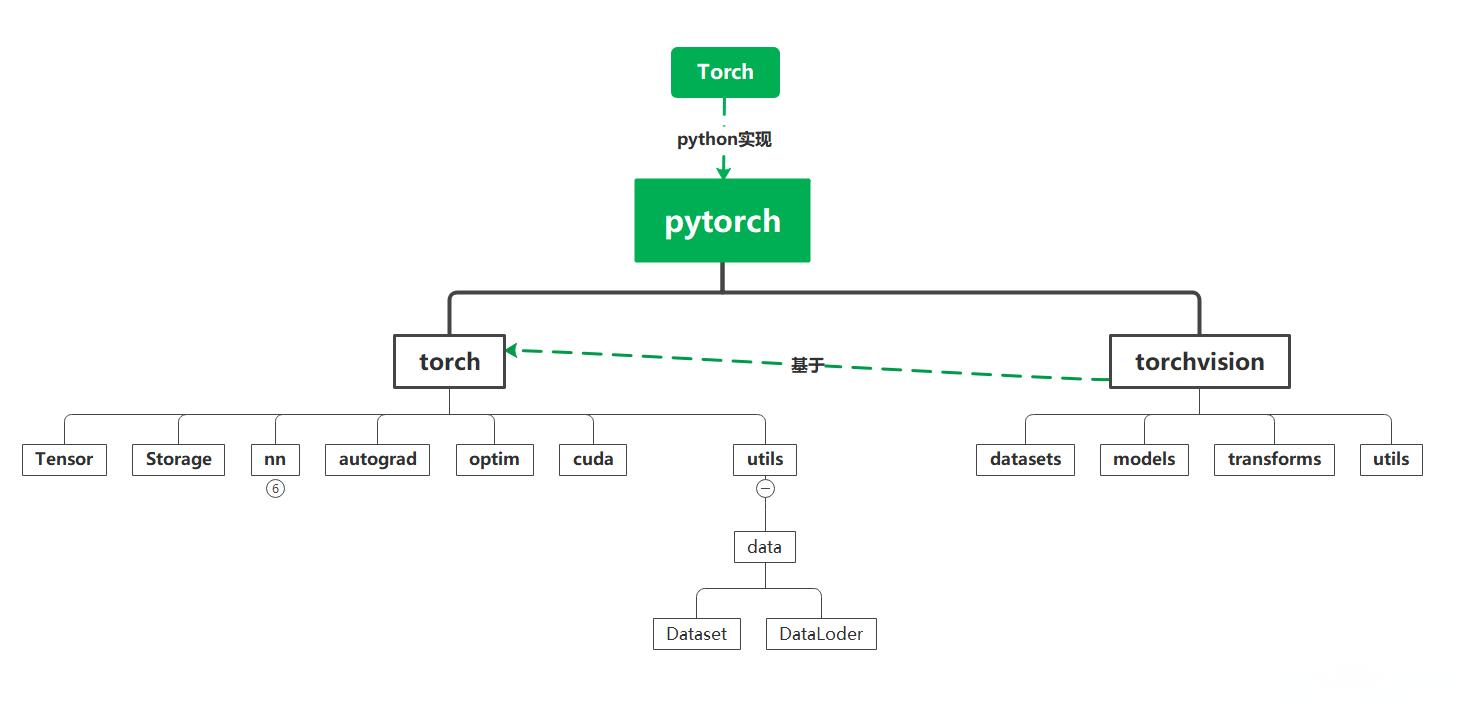 Torch
python实现
pytorch
torch
基于
torchvision
Tensor
Storage
nn
autograd
optim
cuda
utils
datasets
models
transforms
utils
6
data
Dataset
DataLoder